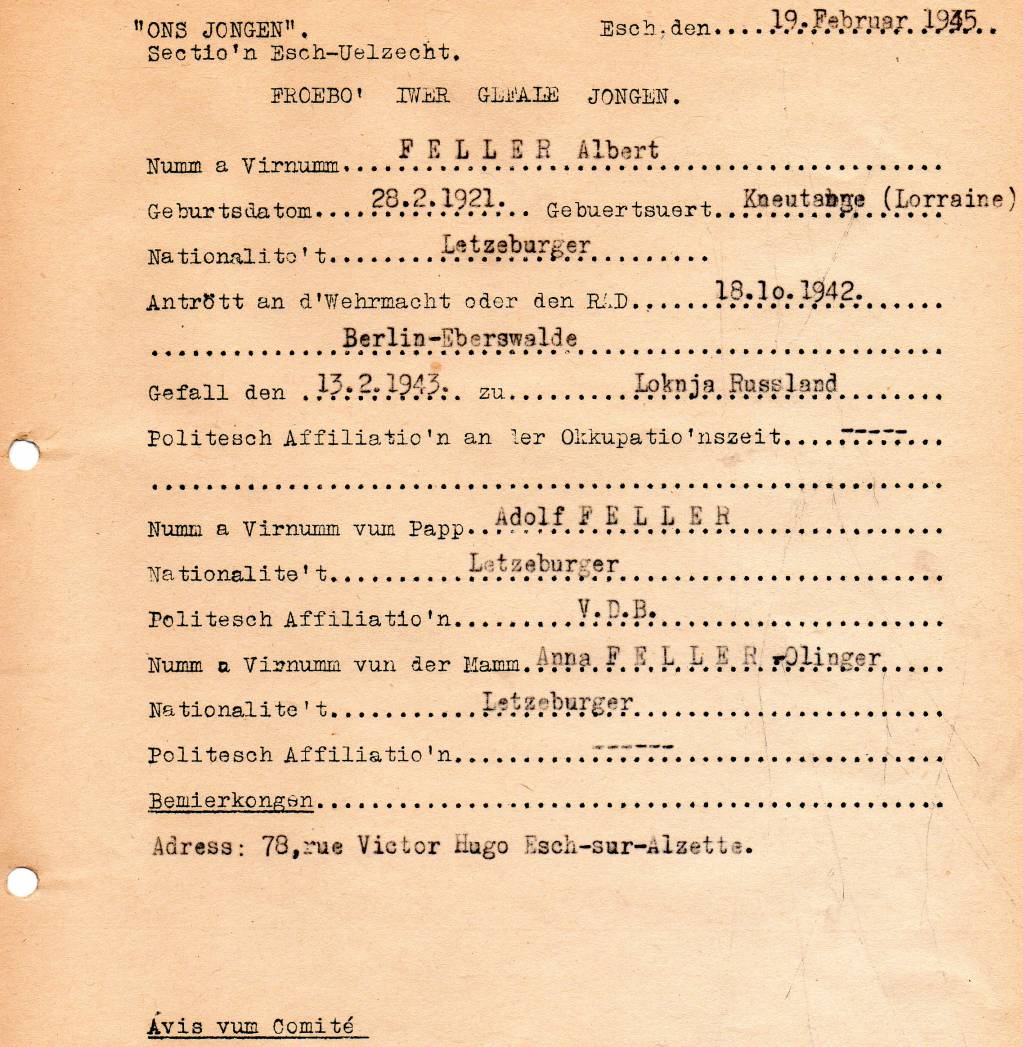 "ONS JONGEN". Esch,den....19.Februar 1945..
Sectio'n Esch-Uelzecht.
FROEBO' IWER GEFALE JONGEN.
Numm a Virnumm....F E L L E R Albert
Geburtsdatom....28.2.1921. Gebuertsuert..Kneutange (Lorraine)
Nationalite't.......Letzeburger
Antrött an d'Wehrmacht oder den RAD......18.10.1942.
Berlin-Eberswalde
Gefall den .13.2.1943. zu.........Loknja Russland
Politesch Affiliatio'n an der Okkupatio'nszeit....-----
Numm a Virnumm vum Papp..Adolf F E L L E R
Nationalite't.........Letzeburger
Politesch Affiliatio'n........V.D.B.
Numm a Virnumm vun der Mamm.Anna F E L L E R -Olinger
Nationalite't..........Letzeburger
Politesch Affiliatio'n.........------
Bemierkongen
Adress: 78,rue Victor Hugo Esch-sur-Alzette.
Avis vum Comité